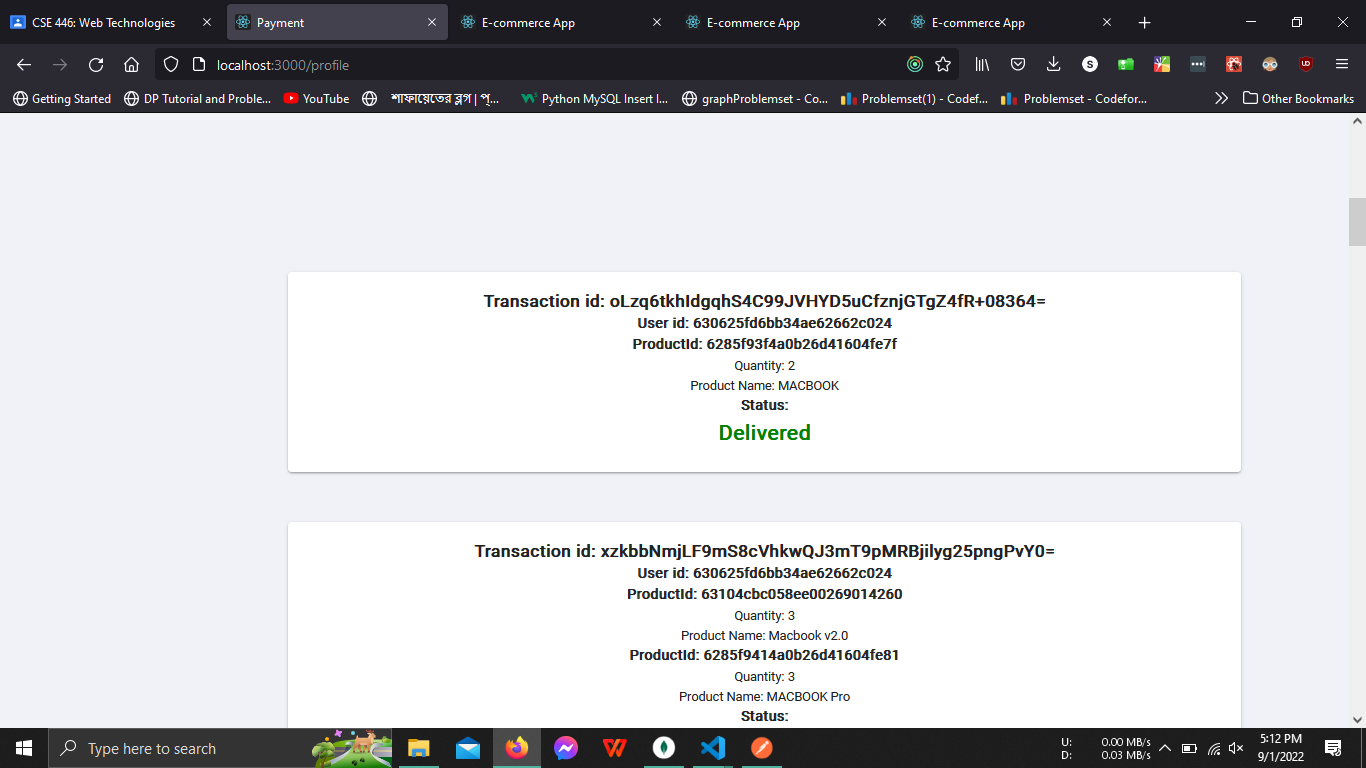 CSE 446: Web Technologies
Payment
E-commerce App
E-commerce App
E-commerce App
localhost:3000/profile
Getting Started
DP Tutorial and Proble...
YouTube
শাফায়েতের ব্লগ | প্...
Python MySQL Insert I...
graphProblemset - Co...
Problemset(1) - Codef...
Problemset - Codefor...
Other Bookmarks
Transaction id: oLzq6tkhIdgqhS4C99JVHYD5uCfznjGTgZ4fR+08364=
User id: 630625fd6bb34ae62662c024
ProductId: 6285f93f4a0b26d41604fe7f
Quantity: 2
Product Name: MACBOOK
Status:
Delivered
Transaction id: xzkbbNmjLF9mS8cVhkwQJ3mT9pMRBjilyg25pngPvY0=
User id: 630625fd6bb34ae62662c024
ProductId: 63104cbc058ee00269014260
Quantity: 3
Product Name: Macbook v2.0
ProductId: 6285f9414a0b26d41604fe81
Quantity: 3
Product Name: MACBOOK Pro
Status:
Type here to search
U: 0.00 MB/s
D: 0.03 MB/s
5:12 PM
9/1/2022